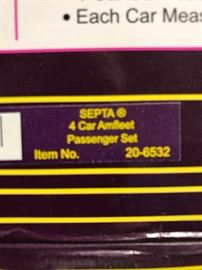 • Each Car Meas
SEPTA ®
4 Car Amfleet
Passenger Set
Item No. 20-6532